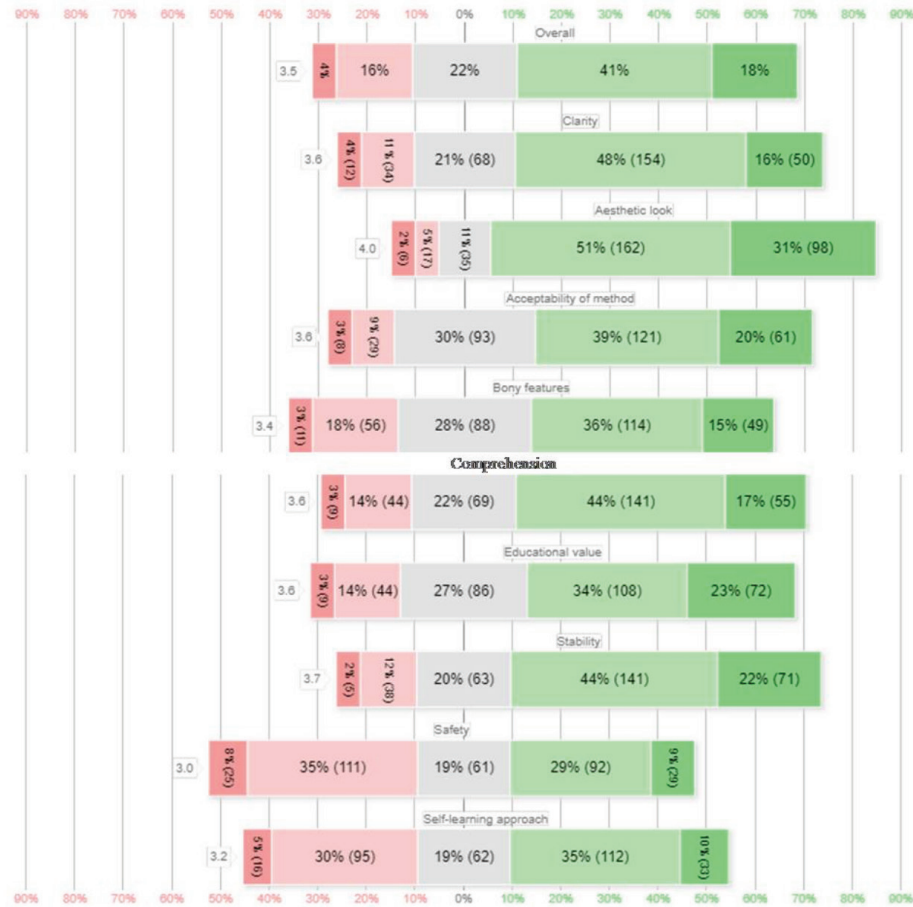 90% 80% 70% 60% 50% 40% 30% 20% 10% 0% 10% 20% 30% 40% 50% 60% 70% 80% 90%
Overall
3.5 4% 16% 22% 41% 18%
Clarity
3.6 4% (12) 11% (34) 21% (68) 48% (154) 16% (50)
Aesthetic look
4.0 2% (6) 5% (17) 11% (35) 51% (162) 31% (98)
Acceptability of method
3.6 3% (8) 9% (29) 30% (93) 39% (121) 20% (61)
Bony features
3.4 3% (11) 18% (56) 28% (88) 36% (114) 15% (49)
Comprehension
3.6 3% (9) 14% (44) 22% (69) 44% (141) 17% (55)
Educational value
3.6 3% (9) 14% (44) 27% (86) 34% (108) 23% (72)
Stability
3.7 2% (5) 12% (38) 20% (63) 44% (141) 22% (71)
Safety
3.0 8% (25) 35% (111) 19% (61) 29% (92) 9% (29)
Self-learning approach
3.2 5% (16) 30% (95) 19% (62) 35% (112) 10% (33)
90% 80% 70% 60% 50% 40% 30% 20% 10% 0% 10% 20% 30% 40% 50% 60% 70% 80% 90%